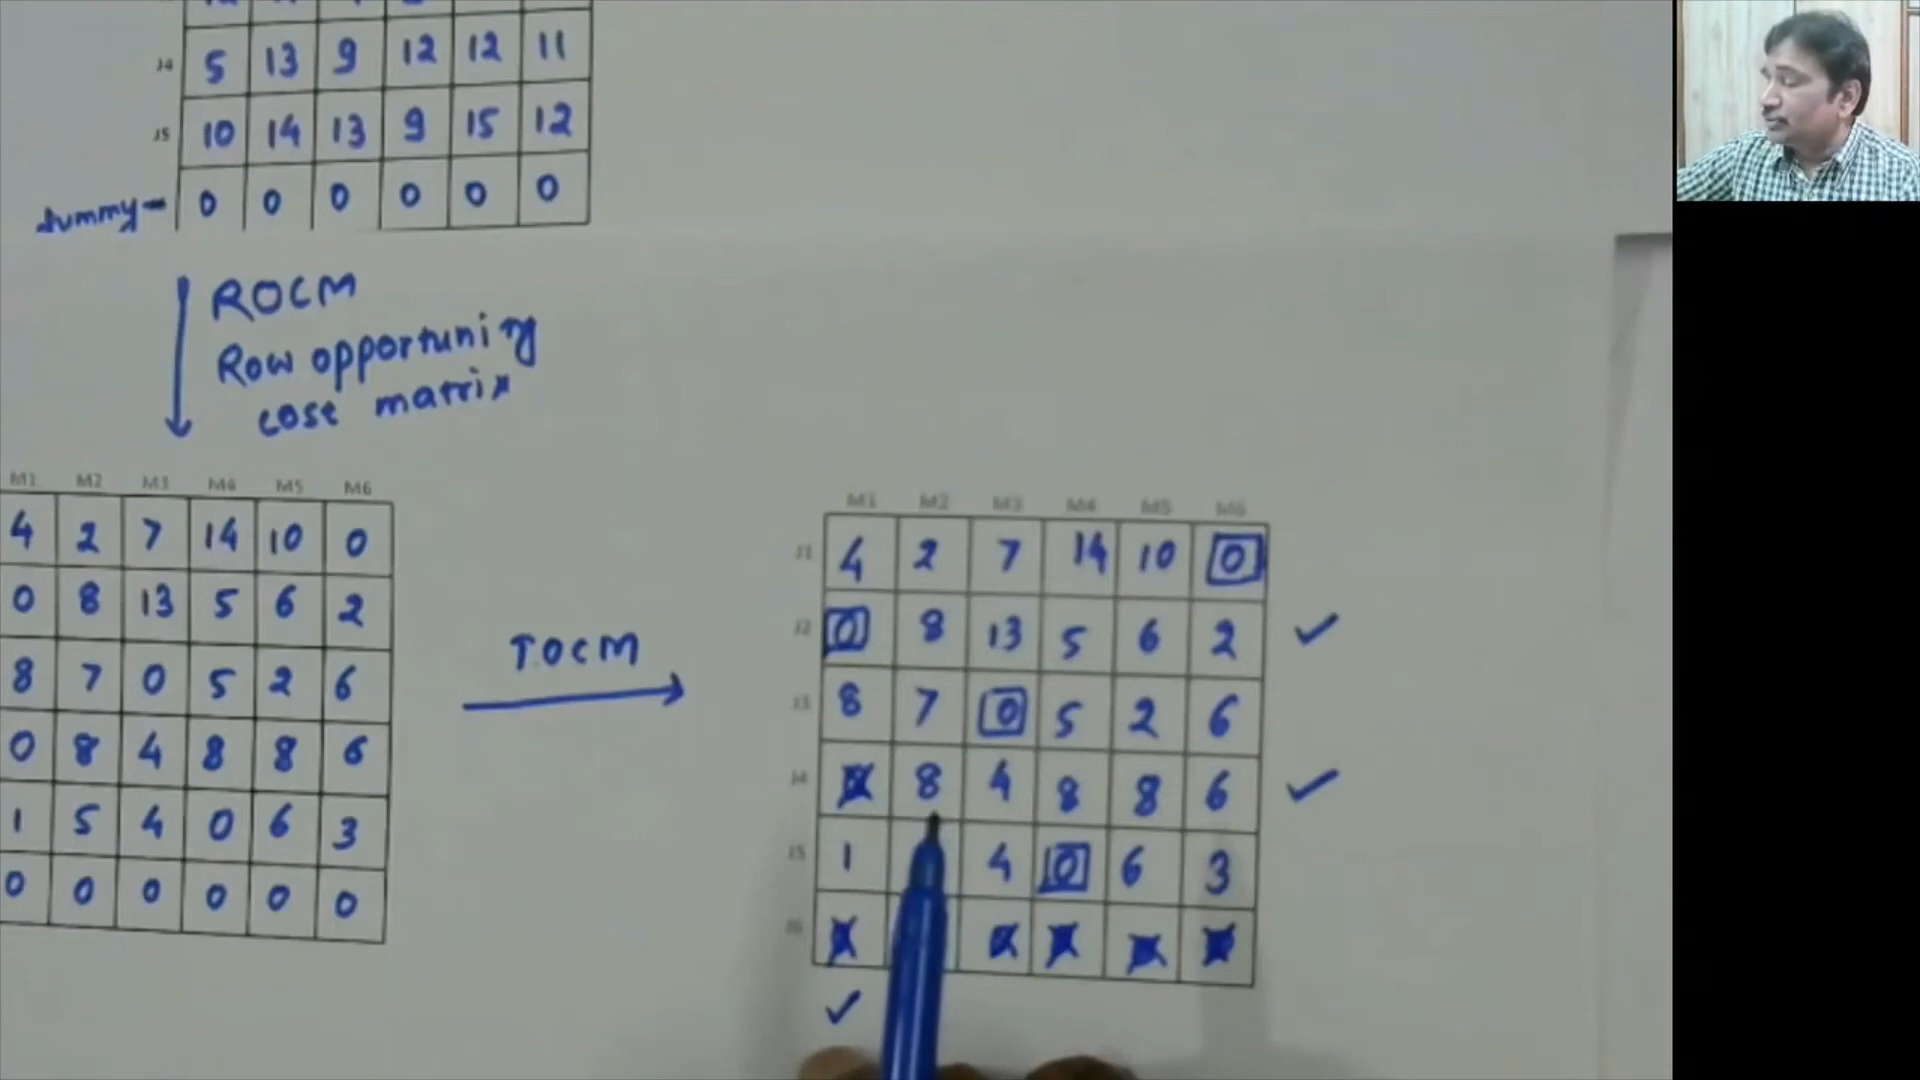 J4 5 13 9 12 12 11
J5 10 14 13 9 15 12
dummy- 0 0 0 0 0 0
ROCM
Row opportuning
cost matrix
M1 M2 M3 M4 M5 M6
4 2 7 14 10 0
0 8 13 5 6 2
8 7 0 5 2 6
0 8 4 8 8 6
1 5 4 0 6 3
0 0 0 0 0 0
TOCM
M1 M2 M3 M4 M5 M6
J1 4 2 7 14 10 0
J2 0 8 13 5 6 2
J3 8 7 0 5 2 6
J4 8 4 8 8 6
J5 1 4 0 6 3
J6